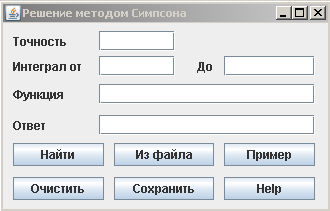 Решение методом Симпсона
Точность
Интеграл от До
Функция
Ответ
Найти Из файла Пример
Очистить Сохранить Help